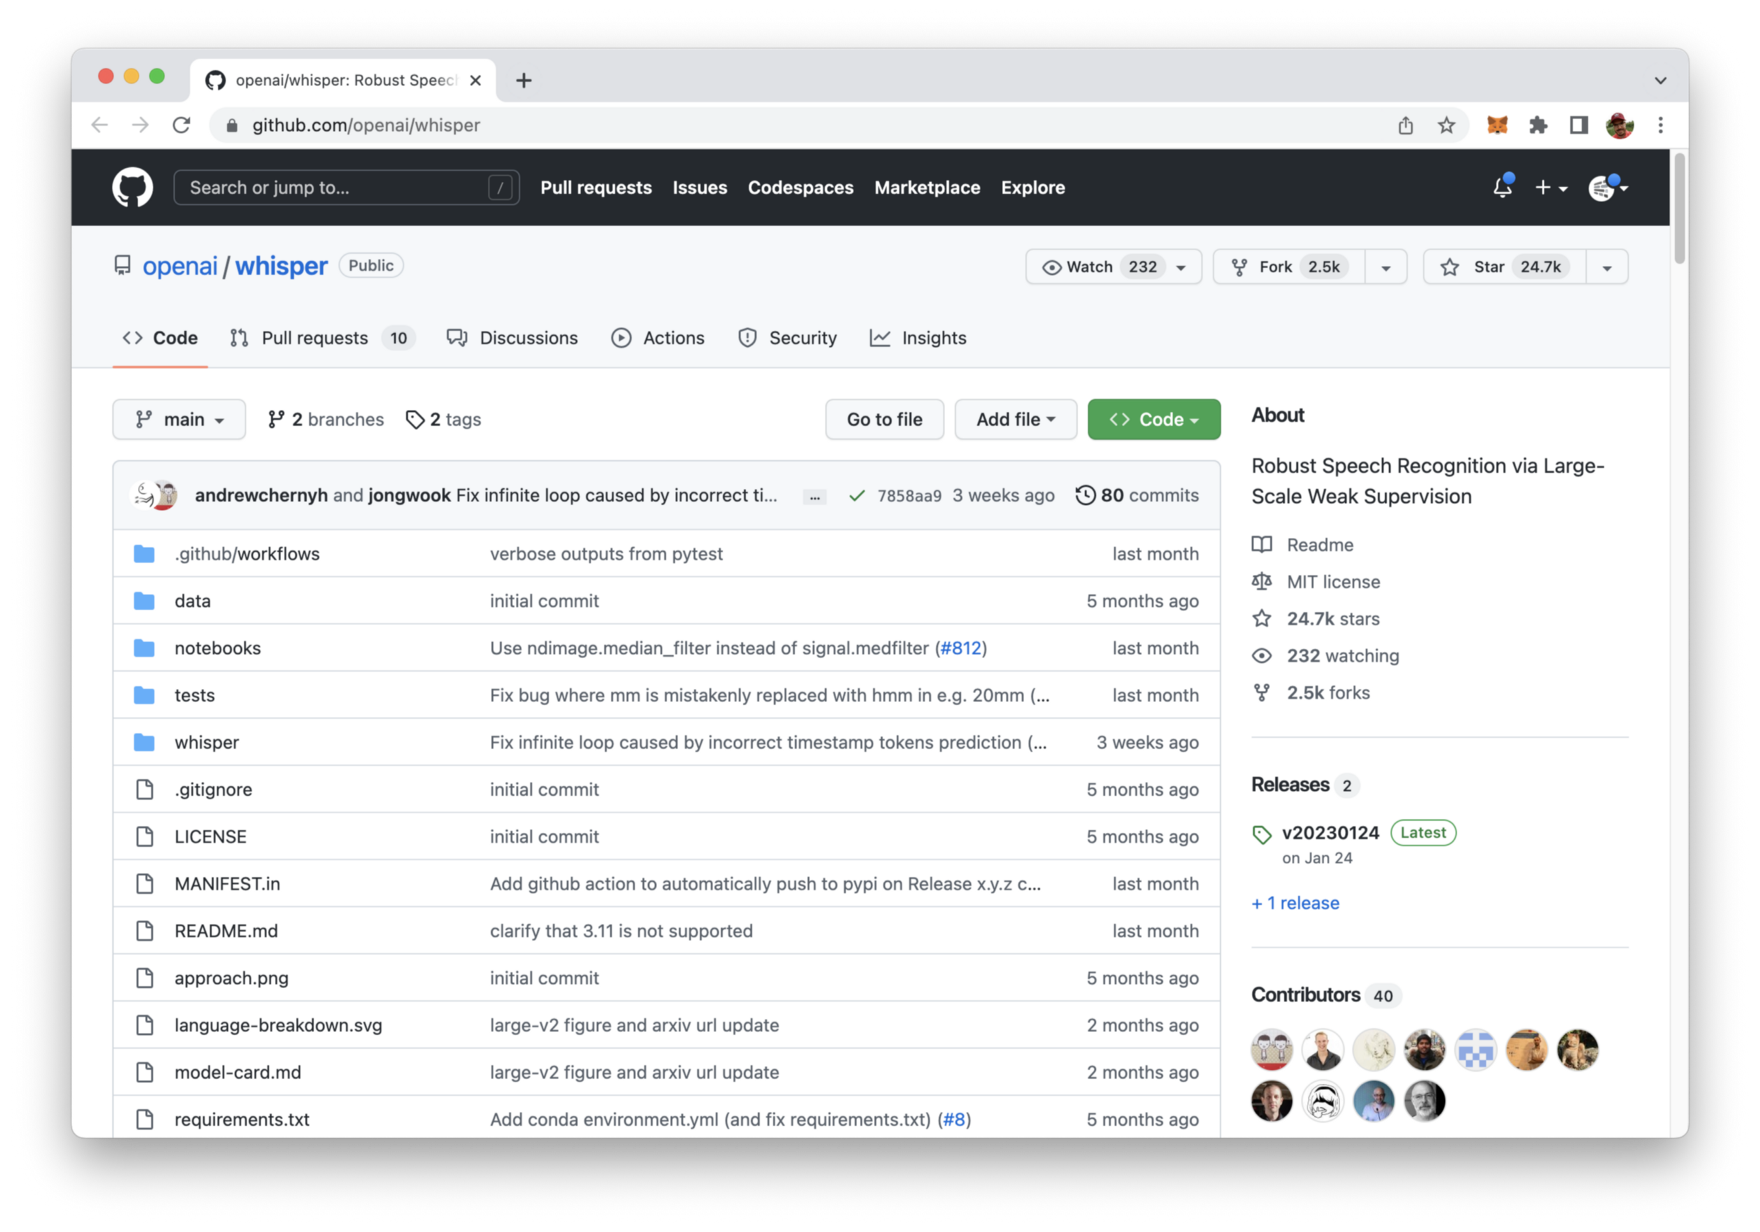 openai/whisper: Robust Speec
github.com/openai/whisper
Search or jump to... / Pull requests Issues Codespaces Marketplace Explore
openai / whisper Public Watch 232 Fork 2.5k Star 24.7k
Code Pull requests 10 Discussions Actions Security Insights
main 2 branches 2 tags Go to file Add file Code
andrewchernyh and jongwook Fix infinite loop caused by incorrect ti... ... 7858aa9 3 weeks ago 80 commits
.github/workflows verbose outputs from pytest last month
data initial commit 5 months ago
notebooks Use ndimage.median_filter instead of signal.medfilter (#812) last month
tests Fix bug where mm is mistakenly replaced with hmm in e.g. 20mm (... last month
whisper Fix infinite loop caused by incorrect timestamp tokens prediction (... 3 weeks ago
.gitignore initial commit 5 months ago
LICENSE initial commit 5 months ago
MANIFEST.in Add github action to automatically push to pypi on Release x.y.z c... last month
README.md clarify that 3.11 is not supported last month
approach.png initial commit 5 months ago
language-breakdown.svg large-v2 figure and arxiv url update 2 months ago
model-card.md large-v2 figure and arxiv url update 2 months ago
requirements.txt Add conda environment.yml (and fix requirements.txt) (#8) 5 months ago
About
Robust Speech Recognition via Large-
Scale Weak Supervision
Readme
MIT license
24.7k stars
232 watching
2.5k forks
Releases 2
v20230124 Latest
on Jan 24
+ 1 release
Contributors 40